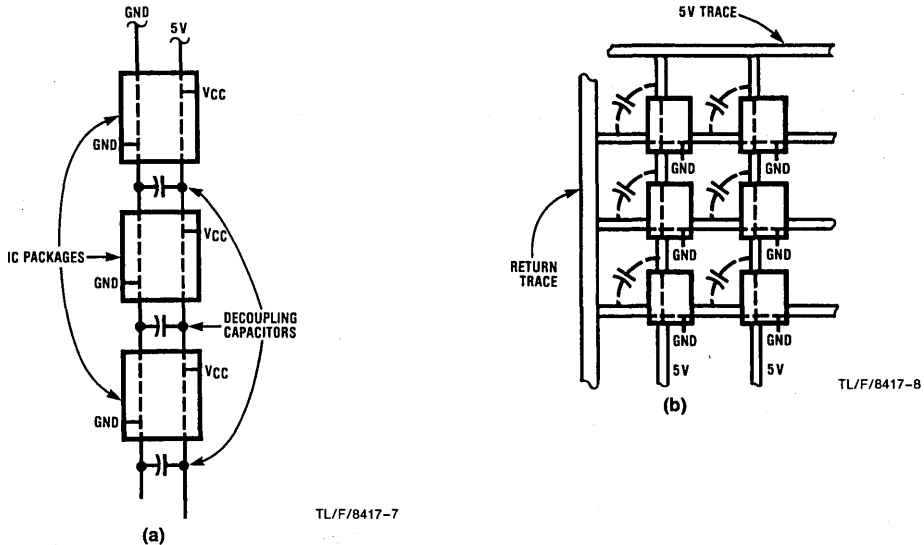 GND
5V
VCC
GND
VCC
IC PACKAGES
GND
DECOUPLING
CAPACITORS
VCC
GND
TL/F/8417-7
(a)
5V TRACE
GND
GND
GND
GND
RETURN
TRACE
GND
GND
5V
5V
TL/F/8417-8
(b)